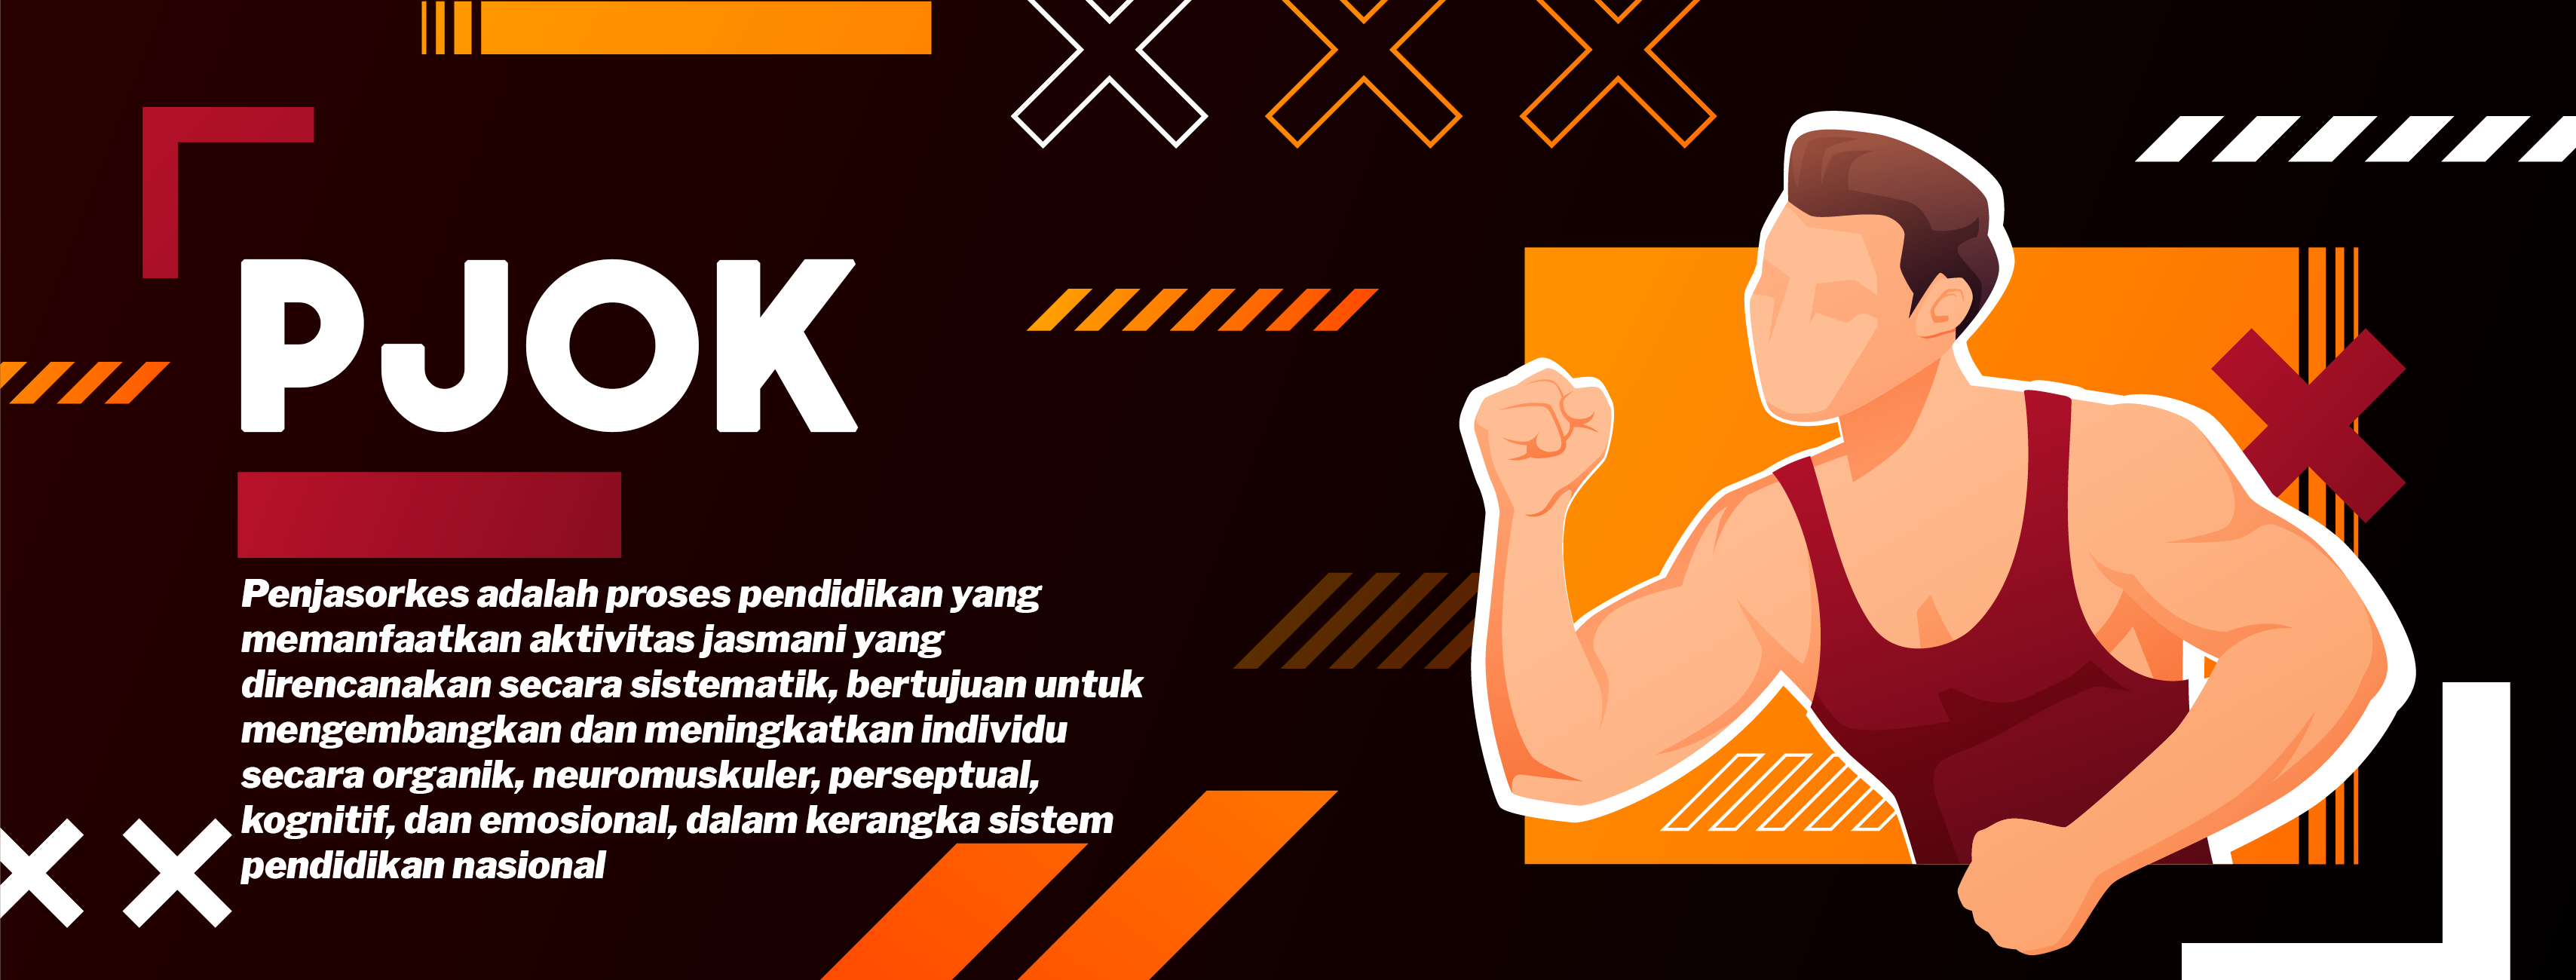 PJOK
Penjasorkes adalah proses pendidikan yang
memanfaatkan aktivitas jasmani yang
direncanakan secara sistematik, bertujuan untuk
mengembangkan dan meningkatkan individu
secara organik, neuromuskuler, perseptual,
kognitif, dan emosional, dalam kerangka sistem
pendidikan nasional